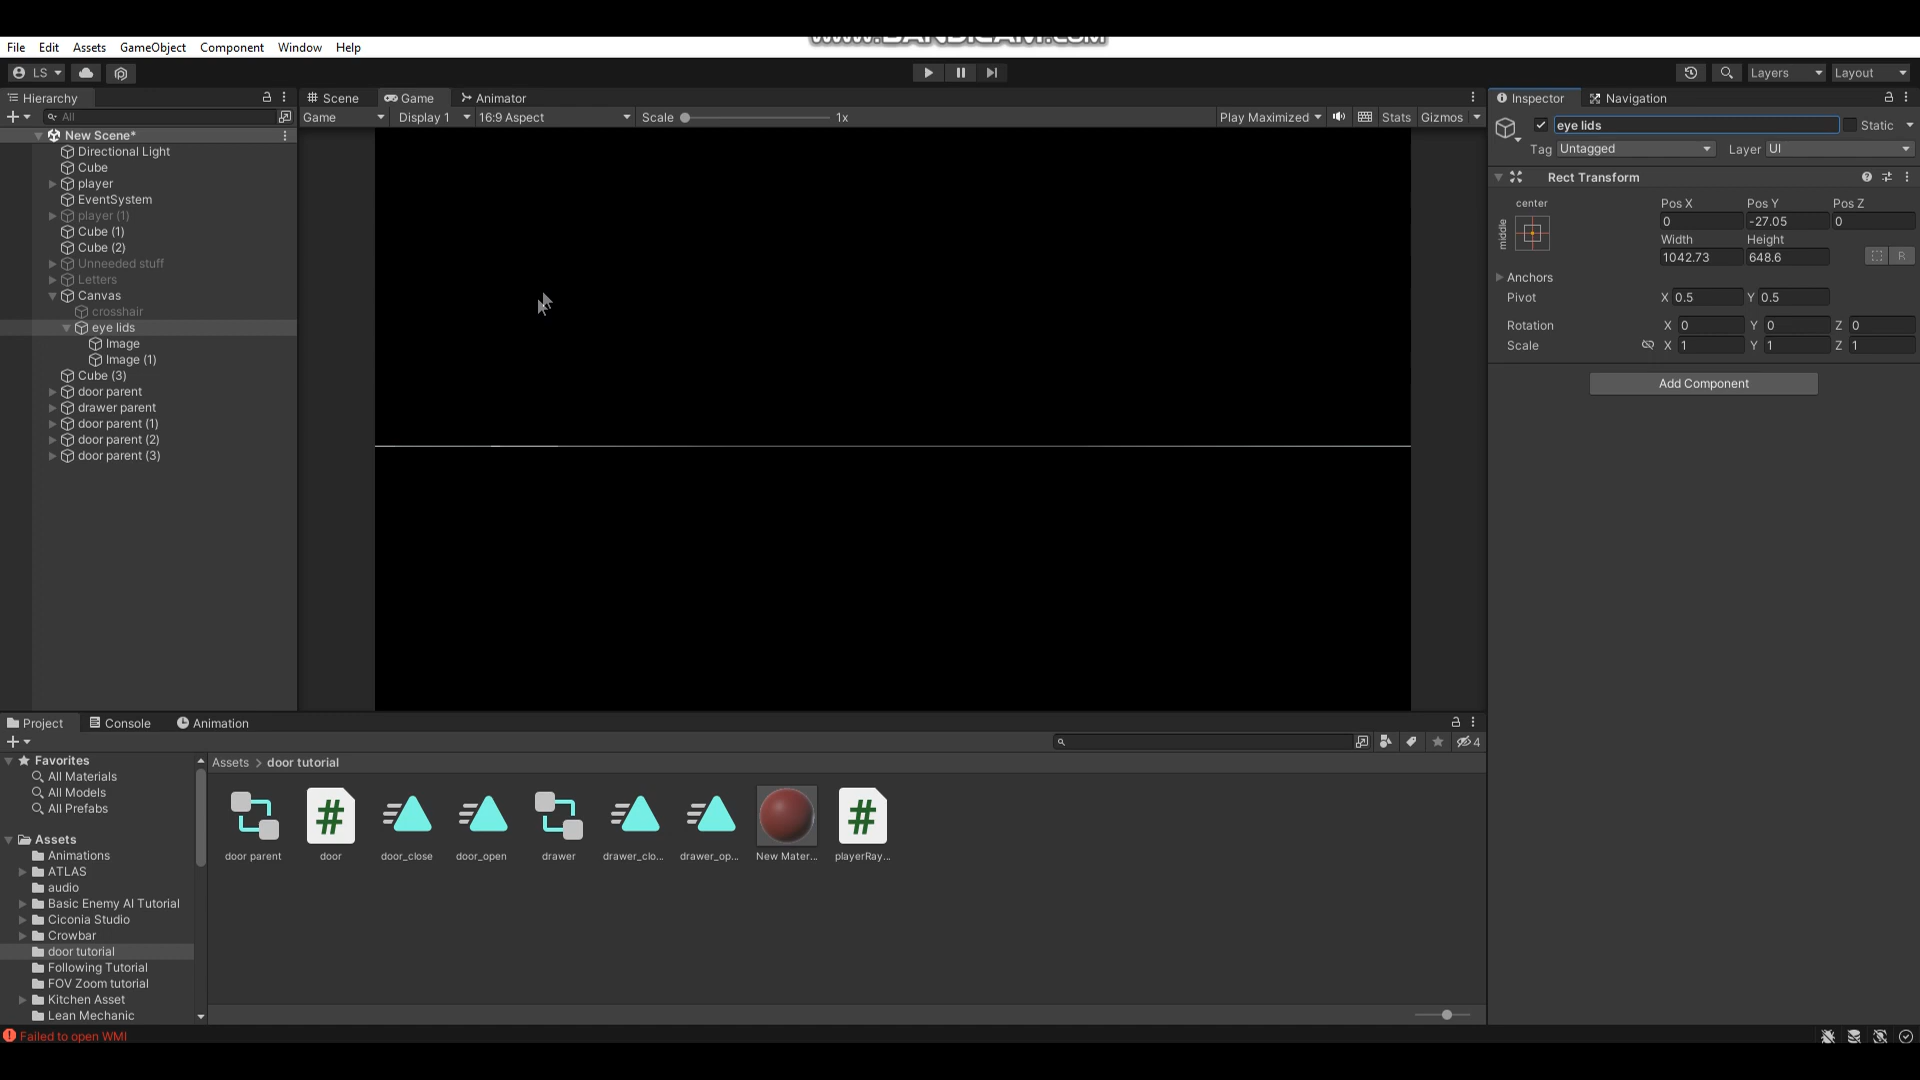 www.BANDICAM.com
File Edit Assets GameObject Component Window Help
LS Layers Layout
Hierarchy
All
New Scene*
Directional Light
Cube
player
EventSystem
player (1)
Cube (1)
Cube (2)
Unneeded stuff
Letters
Canvas
crosshair
eye lids
Image
Image (1)
Cube (3)
door parent
drawer parent
door parent (1)
door parent (2)
door parent (3)
Scene Game Animator
Game Display 1 16:9 Aspect Scale 1x Play Maximized Stats Gizmos
Inspector Navigation
eye lids Static
Tag Untagged Layer UI
Rect Transform
center
middle
Pos X Pos Y Pos Z
0 -27.05 0
Width Height
1042.73 648.6 R
Anchors
Pivot X 0.5 Y 0.5
Rotation X 0 Y 0 Z 0
Scale X 1 Y 1 Z 1
Add Component
Project Console Animation
4
Favorites
All Materials
All Models
All Prefabs
Assets
Animations
ATLAS
audio
Basic Enemy AI Tutorial
Ciconia Studio
Crowbar
door tutorial
Following Tutorial
FOV Zoom tutorial
Kitchen Asset
Lean Mechanic
Assets > door tutorial
door parent door door_close door_open drawer drawer_clo... drawer_op... New Mater... playerRay...
Failed to open WMI